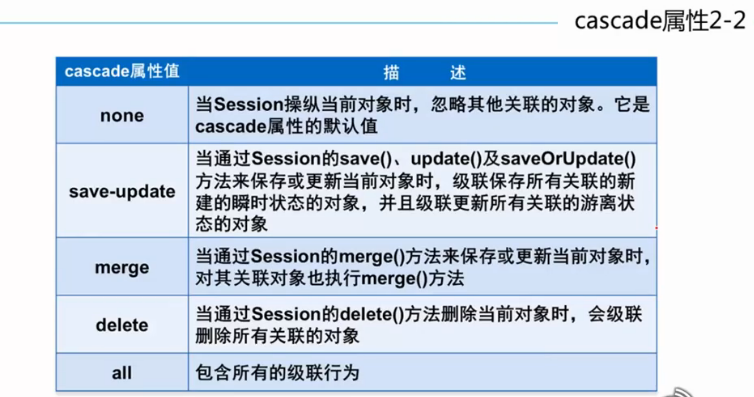 cascade属性2-2
cascade属性值 描 述
none 当Session操纵当前对象时，忽略其他关联的对象。它是
cascade属性的默认值
save-update 当通过Session的save()、update()及saveOrUpdate()
方法来保存或更新当前对象时，级联保存所有关联的新
建的瞬时状态的对象，并且级联更新所有关联的游离状
态的对象
merge 当通过Session的merge()方法来保存或更新当前对象时，
对其关联对象也执行merge()方法
delete 当通过Session的delete()方法删除当前对象时，会级联
删除所有关联的对象
all 包含所有的级联行为